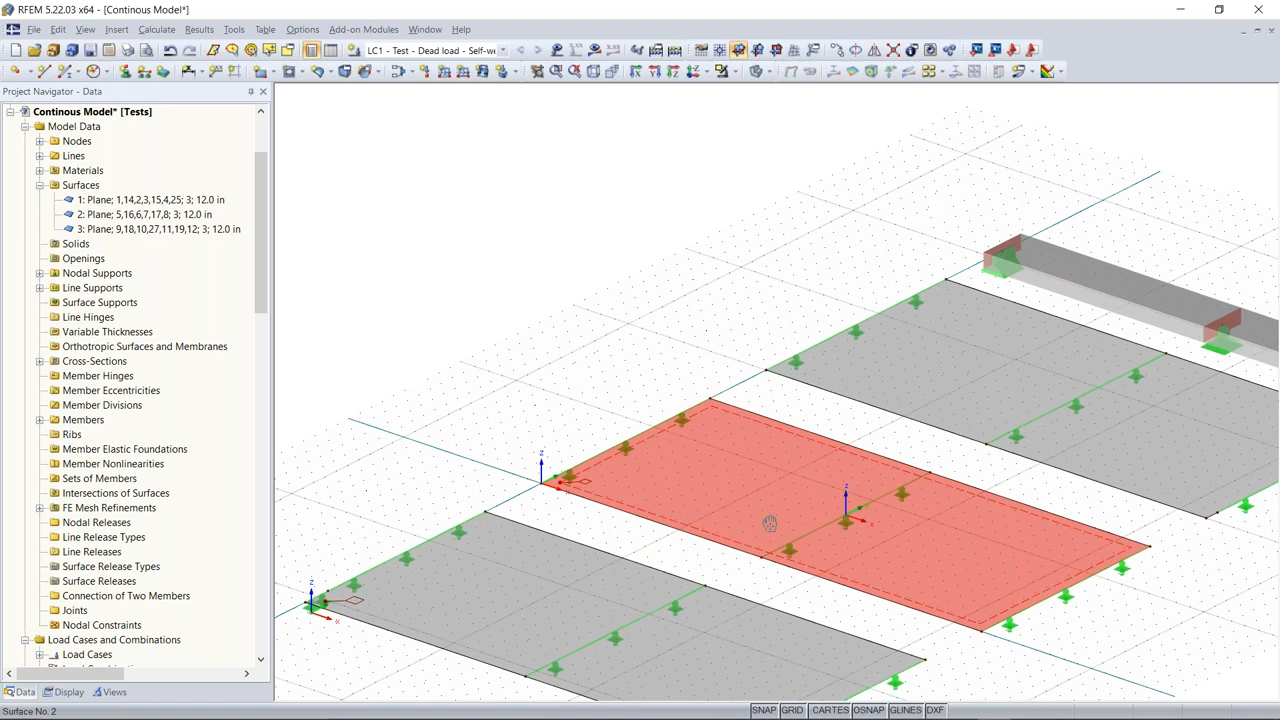 RFEM 5.22.03 x64 - [Continous Model*]
File Edit View Insert Calculate Results Tools Table Options Add-on Modules Window Help
LC1 - Test - Dead load - Self-we
Project Navigator - Data
Continous Model* [Tests]
Model Data
Nodes
Lines
Materials
Surfaces
1: Plane; 1,14,2,3,15,4,25; 3; 12.0 in
2: Plane; 5,16,6,7,17,8; 3; 12.0 in
3: Plane; 9,18,10,27,11,19,12; 3; 12.0 in
Solids
Openings
Nodal Supports
Line Supports
Surface Supports
Line Hinges
Variable Thicknesses
Orthotropic Surfaces and Membranes
Cross-Sections
Member Hinges
Member Eccentricities
Member Divisions
Members
Ribs
Member Elastic Foundations
Member Nonlinearities
Sets of Members
Intersections of Surfaces
FE Mesh Refinements
Nodal Releases
Line Release Types
Line Releases
Surface Release Types
Surface Releases
Connection of Two Members
Joints
Nodal Constraints
Load Cases and Combinations
Load Cases
z
x
z
x
Data Display Views
Surface No. 2
SNAP GRID CARTES OSNAP GLINES DXF